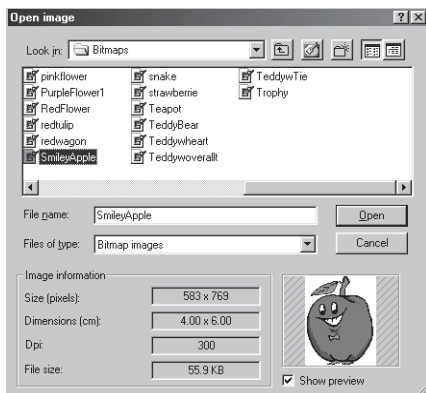 Open image
Look in: Bitmaps
pinkflower snake TeddywTie
PurpleFlower1 strawberrie Trophy
RedFlower Teapot
redtulip TeddyBear
redwagon Teddywheart
SmileyApple Teddywoverallt
File name: SmileyApple Open
Files of type: Bitmap images Cancel
Image information
Size (pixels): 583 x 769
Dimensions (cm): 4.00 x 6.00
Dpi: 300
File size: 55.9 KB
Show preview